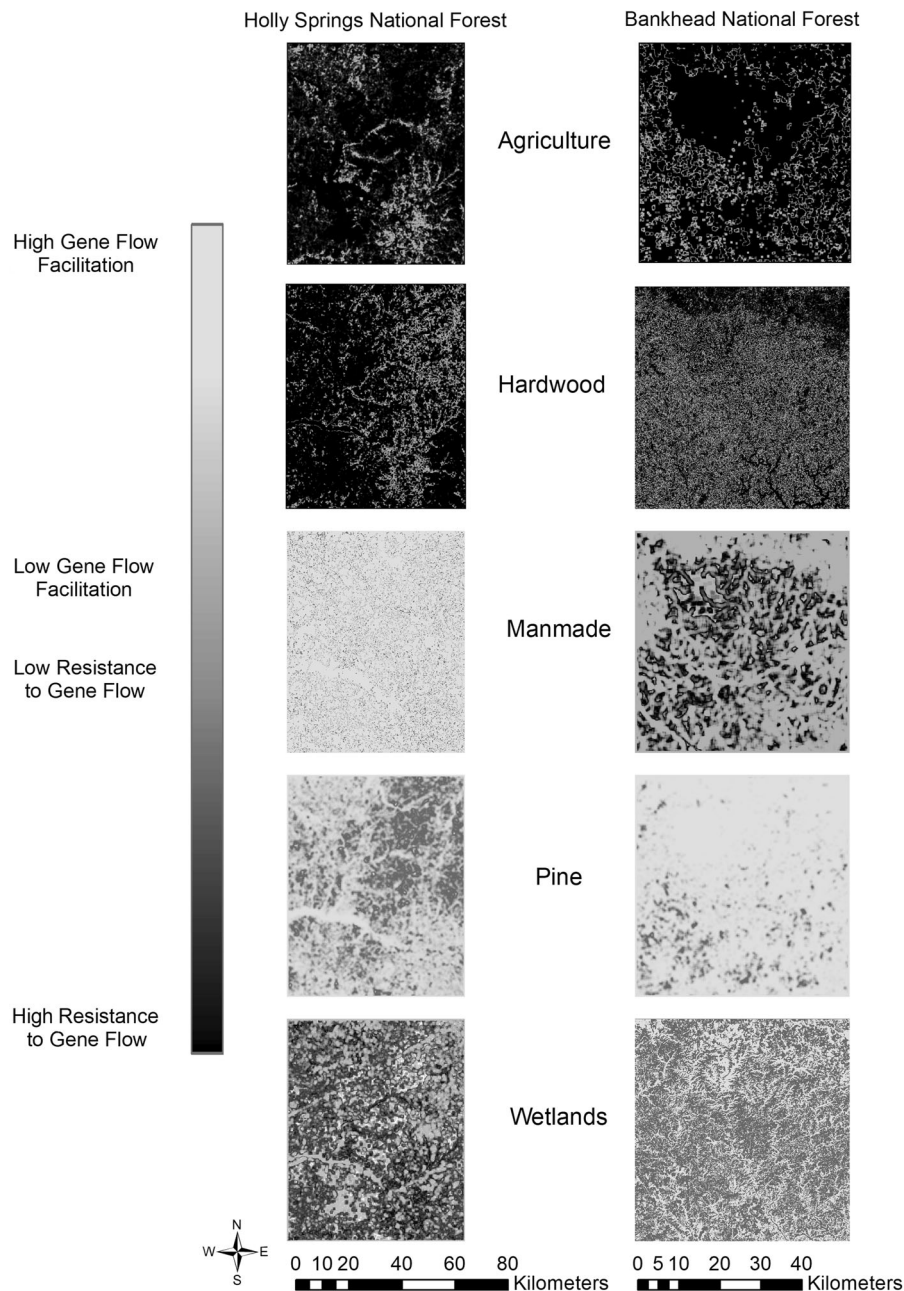 Holly Springs National Forest
Bankhead National Forest
Agriculture
High Gene Flow
Facilitation
Hardwood
Low Gene Flow
Facilitation
Manmade
Low Resistance
to Gene Flow
Pine
High Resistance
to Gene Flow
Wetlands
N
W E
S
0 10 20 40 60 80
Kilometers
0 5 10 20 30 40
Kilometers